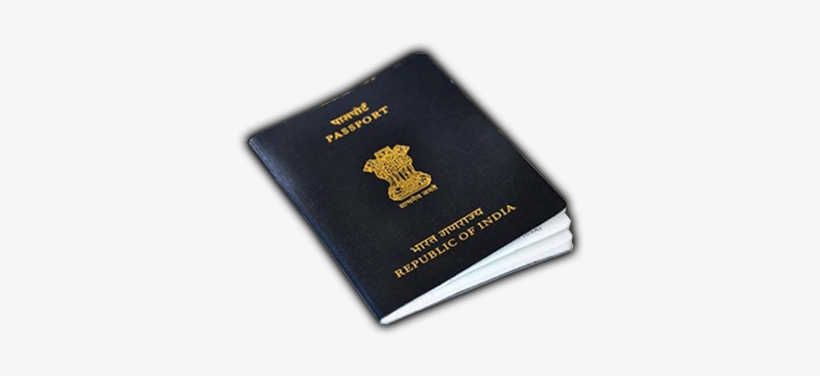 पासपोर्ट
PASSPORT
सत्यमेव जयते
भारत गणराज्य
REPUBLIC OF INDIA